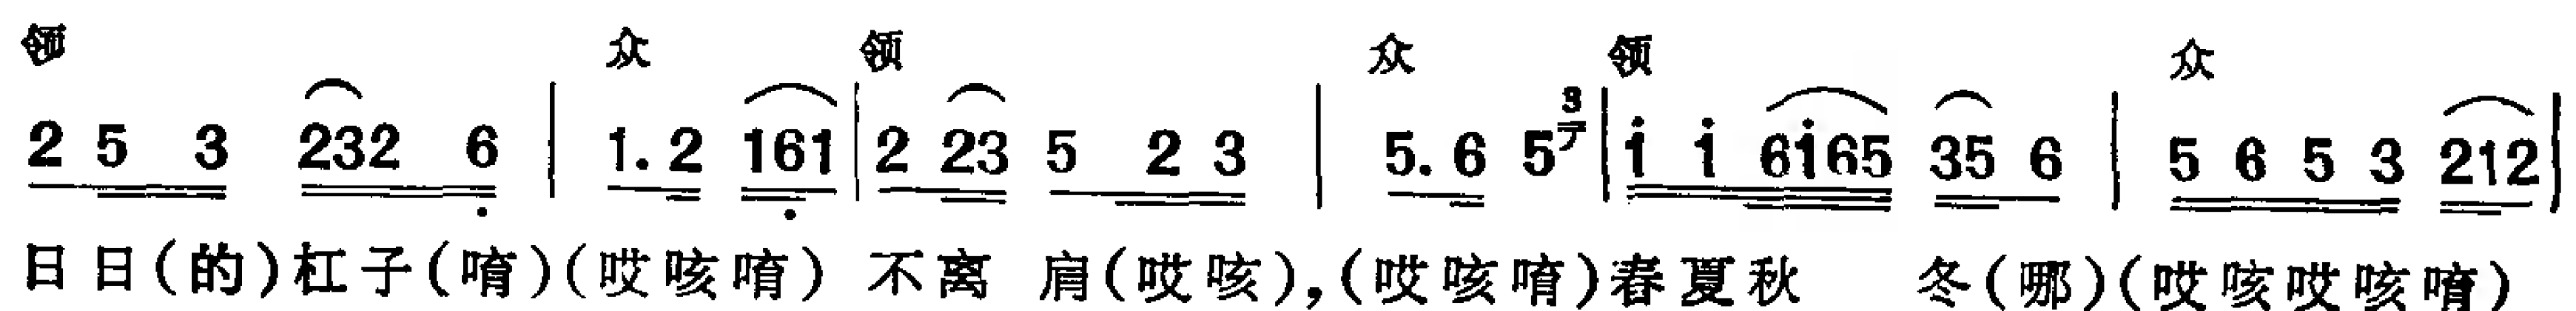 领 众 领 众 领 众
2 5 3 232 6 | 1. 2 161 | 2 23 5 2 3 | 5. 6 5 3 | i i 6i65 35 6 | 5 6 5 3 212 |
日日(的)杠子(唷)(哎咳唷) 不离 肩(哎咳),(哎咳唷)春夏秋 冬(哪)(哎咳哎咳唷)